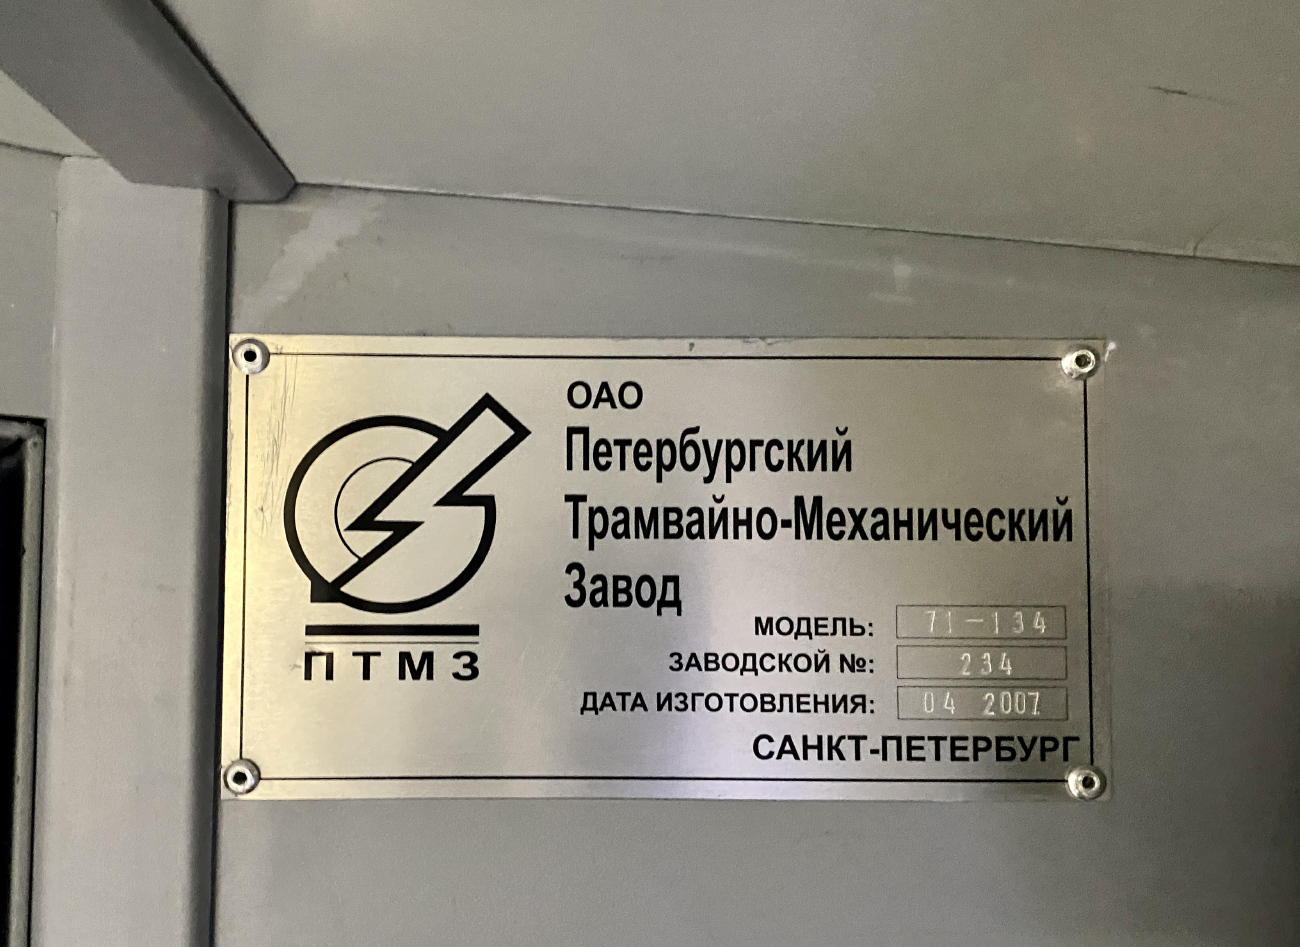 ОАО
Петербургский
Трамвайно-Механический
Завод
ПТМЗ
МОДЕЛЬ: 71-134
ЗАВОДСКОЙ №: 234
ДАТА ИЗГОТОВЛЕНИЯ: 04 2007
САНКТ-ПЕТЕРБУРГ